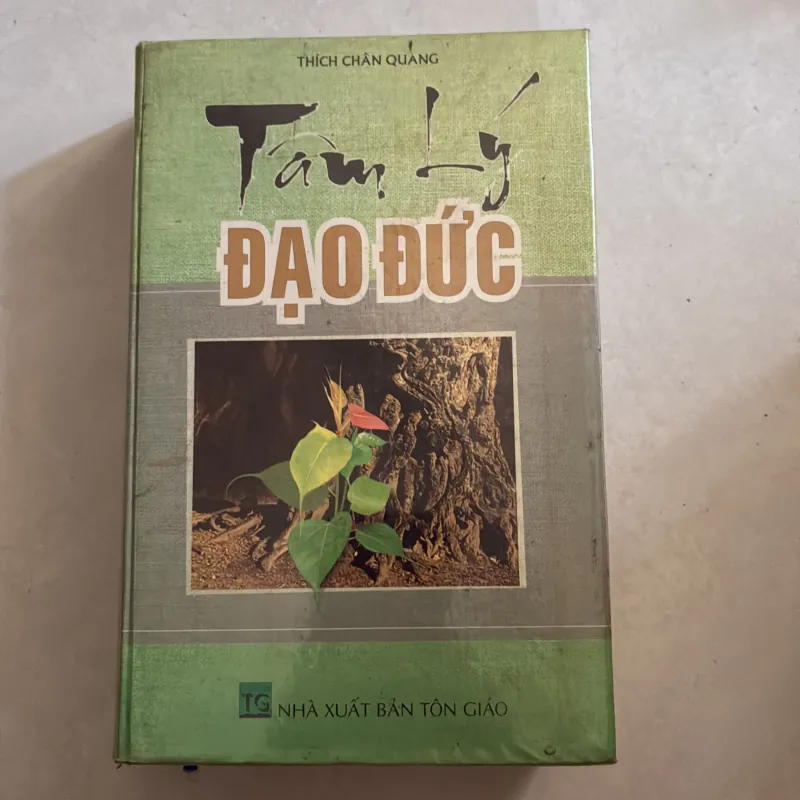 THÍCH CHÂN QUANG
Tâm Lý
ĐẠO ĐỨC
TG NHÀ XUẤT BẢN TÔN GIÁO